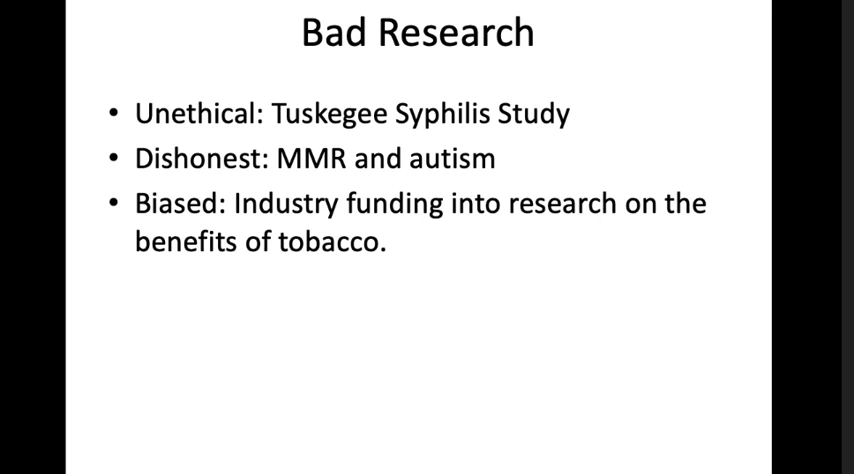 Bad Research
• Unethical: Tuskegee Syphilis Study
• Dishonest: MMR and autism
• Biased: Industry funding into research on the
benefits of tobacco.